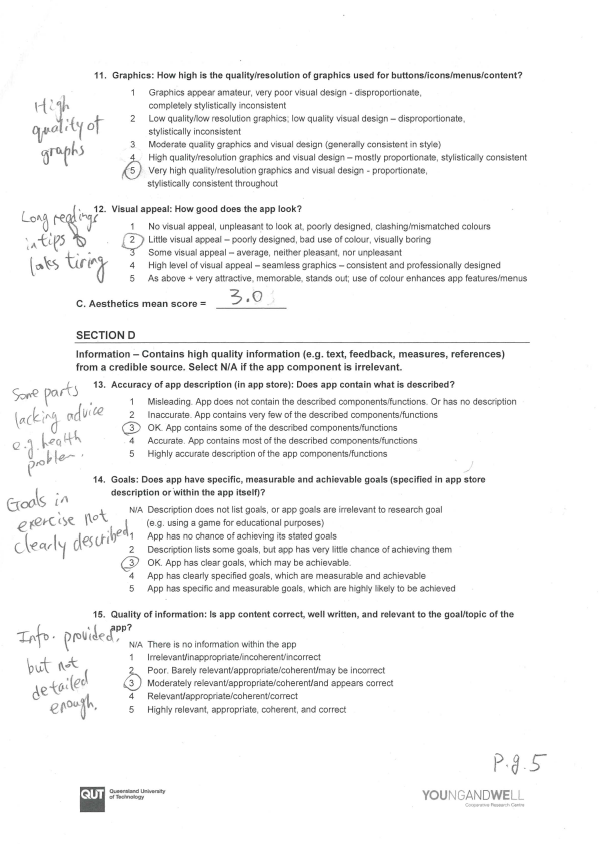 11. Graphics: How high is the quality/resolution of graphics used for buttons/icons/menus/content?
High
quality of
graphs
1 Graphics appear amateur, very poor visual design - disproportionate,
completely stylistically inconsistent
2 Low quality/low resolution graphics; low quality visual design – disproportionate,
stylistically inconsistent
3 Moderate quality graphics and visual design (generally consistent in style)
4 High quality/resolution graphics and visual design – mostly proportionate, stylistically consistent
5 Very high quality/resolution graphics and visual design - proportionate,
stylistically consistent throughout
12. Visual appeal: How good does the app look?
Long readings
in tips
looks tiring
1 No visual appeal, unpleasant to look at, poorly designed, clashing/mismatched colours
2 Little visual appeal – poorly designed, bad use of colour, visually boring
3 Some visual appeal – average, neither pleasant, nor unpleasant
4 High level of visual appeal – seamless graphics – consistent and professionally designed
5 As above + very attractive, memorable, stands out; use of colour enhances app features/menus
C. Aesthetics mean score = 3.0
SECTION D
Information – Contains high quality information (e.g. text, feedback, measures, references)
from a credible source. Select N/A if the app component is irrelevant.
13. Accuracy of app description (in app store): Does app contain what is described?
Some parts
lacking advice
e.g. health
problem.
1 Misleading. App does not contain the described components/functions. Or has no description
2 Inaccurate. App contains very few of the described components/functions
3 OK. App contains some of the described components/functions
4 Accurate. App contains most of the described components/functions
5 Highly accurate description of the app components/functions
14. Goals: Does app have specific, measurable and achievable goals (specified in app store
description or within the app itself)?
Goals in
exercise not
clearly described.
N/A Description does not list goals, or app goals are irrelevant to research goal
(e.g. using a game for educational purposes)
1 App has no chance of achieving its stated goals
2 Description lists some goals, but app has very little chance of achieving them
3 OK. App has clear goals, which may be achievable.
4 App has clearly specified goals, which are measurable and achievable
5 App has specific and measurable goals, which are highly likely to be achieved
15. Quality of information: Is app content correct, well written, and relevant to the goal/topic of the
app?
Info. provided,
but not
detailed
enough.
N/A There is no information within the app
1 Irrelevant/inappropriate/incoherent/incorrect
2 Poor. Barely relevant/appropriate/coherent/may be incorrect
3 Moderately relevant/appropriate/coherent/and appears correct
4 Relevant/appropriate/coherent/correct
5 Highly relevant, appropriate, coherent, and correct
P.g.5
QUT Queensland University
of Technology
YOUNGANDWELL
Cooperative Research Centre